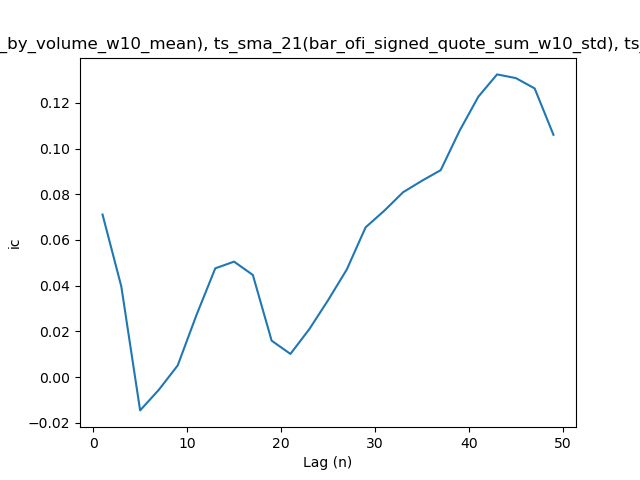 _by_volume_w10_mean), ts_sma_21(bar_ofi_signed_quote_sum_w10_std), ts_
0.12
0.10
0.08
0.06
0.04
0.02
0.00
−0.02
ic
0 10 20 30 40 50
Lag (n)